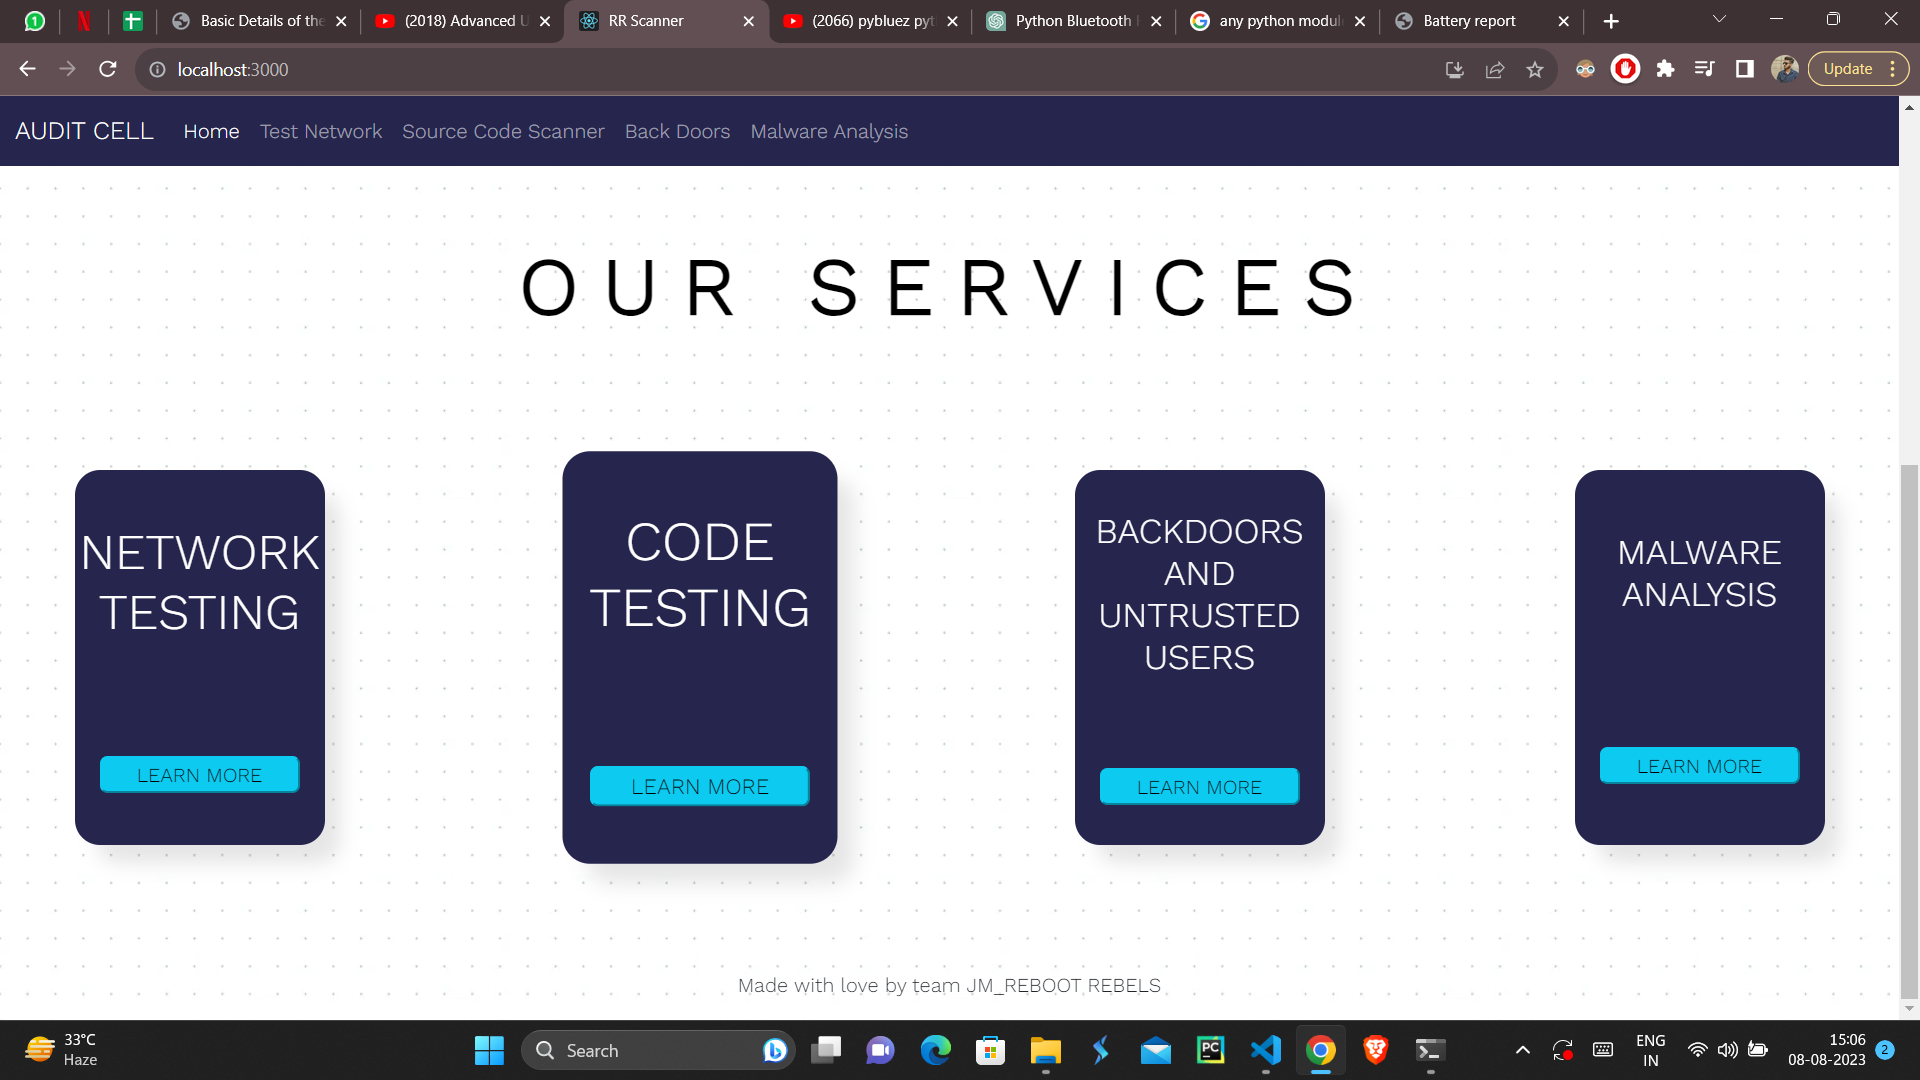 Basic Details of the
(2018) Advanced U
RR Scanner
(2066) pybluez pyt
Python Bluetooth
any python modul
Battery report
localhost:3000
Update
AUDIT CELL
Home
Test Network
Source Code Scanner
Back Doors
Malware Analysis
OUR SERVICES
NETWORK
TESTING
LEARN MORE
CODE
TESTING
LEARN MORE
BACKDOORS
AND
UNTRUSTED
USERS
LEARN MORE
MALWARE
ANALYSIS
LEARN MORE
Made with love by team JM_REBOOT REBELS
33°C
Haze
Search
PC
ENG
IN
15:06
08-08-2023
2